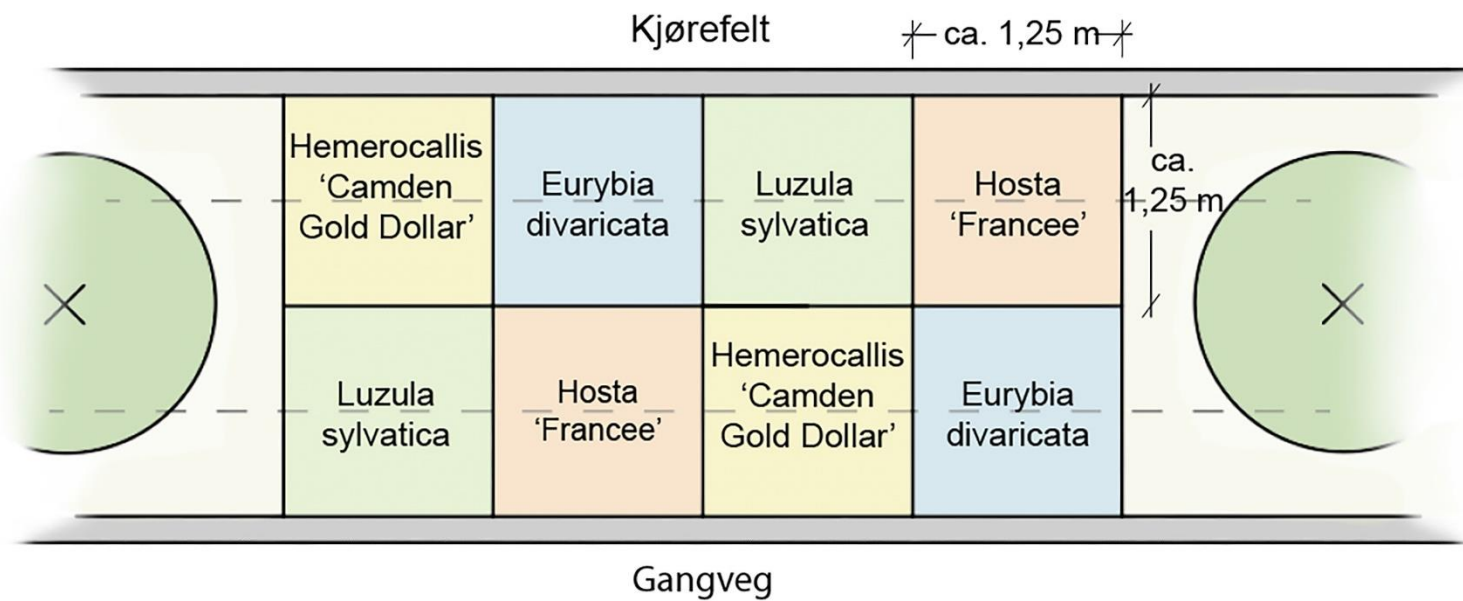 Kjørefelt
ca. 1,25 m
Hemerocallis
‘Camden
Gold Dollar’
Eurybia
divaricata
Luzula
sylvatica
Hosta
‘Francee’
ca.
1,25 m
Luzula
sylvatica
Hosta
‘Francee’
Hemerocallis
‘Camden
Gold Dollar’
Eurybia
divaricata
Gangveg